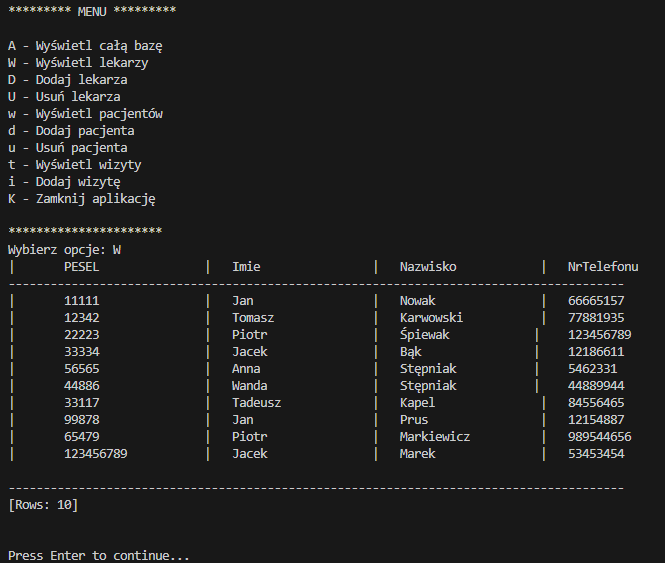 ********* MENU *********
A - Wyświetl całą bazę
W - Wyświetl lekarzy
D - Dodaj lekarza
U - Usuń lekarza
w - Wyświetl pacjentów
d - Dodaj pacjenta
u - Usuń pacjenta
t - Wyświetl wizyty
i - Dodaj wizytę
K - Zamknij aplikację
**********************
Wybierz opcje: W
| PESEL | Imie | Nazwisko | NrTelefonu
----------------------------------------------------------------------------------------
| 11111 | Jan | Nowak | 66665157
| 12342 | Tomasz | Karwowski | 77881935
| 22223 | Piotr | Śpiewak | 123456789
| 33334 | Jacek | Bąk | 12186611
| 56565 | Anna | Stępniak | 5462331
| 44886 | Wanda | Stępniak | 44889944
| 33117 | Tadeusz | Kapel | 84556465
| 99878 | Jan | Prus | 12154887
| 65479 | Piotr | Markiewicz | 989544656
| 123456789 | Jacek | Marek | 53453454
----------------------------------------------------------------------------------------
[Rows: 10]
Press Enter to continue...